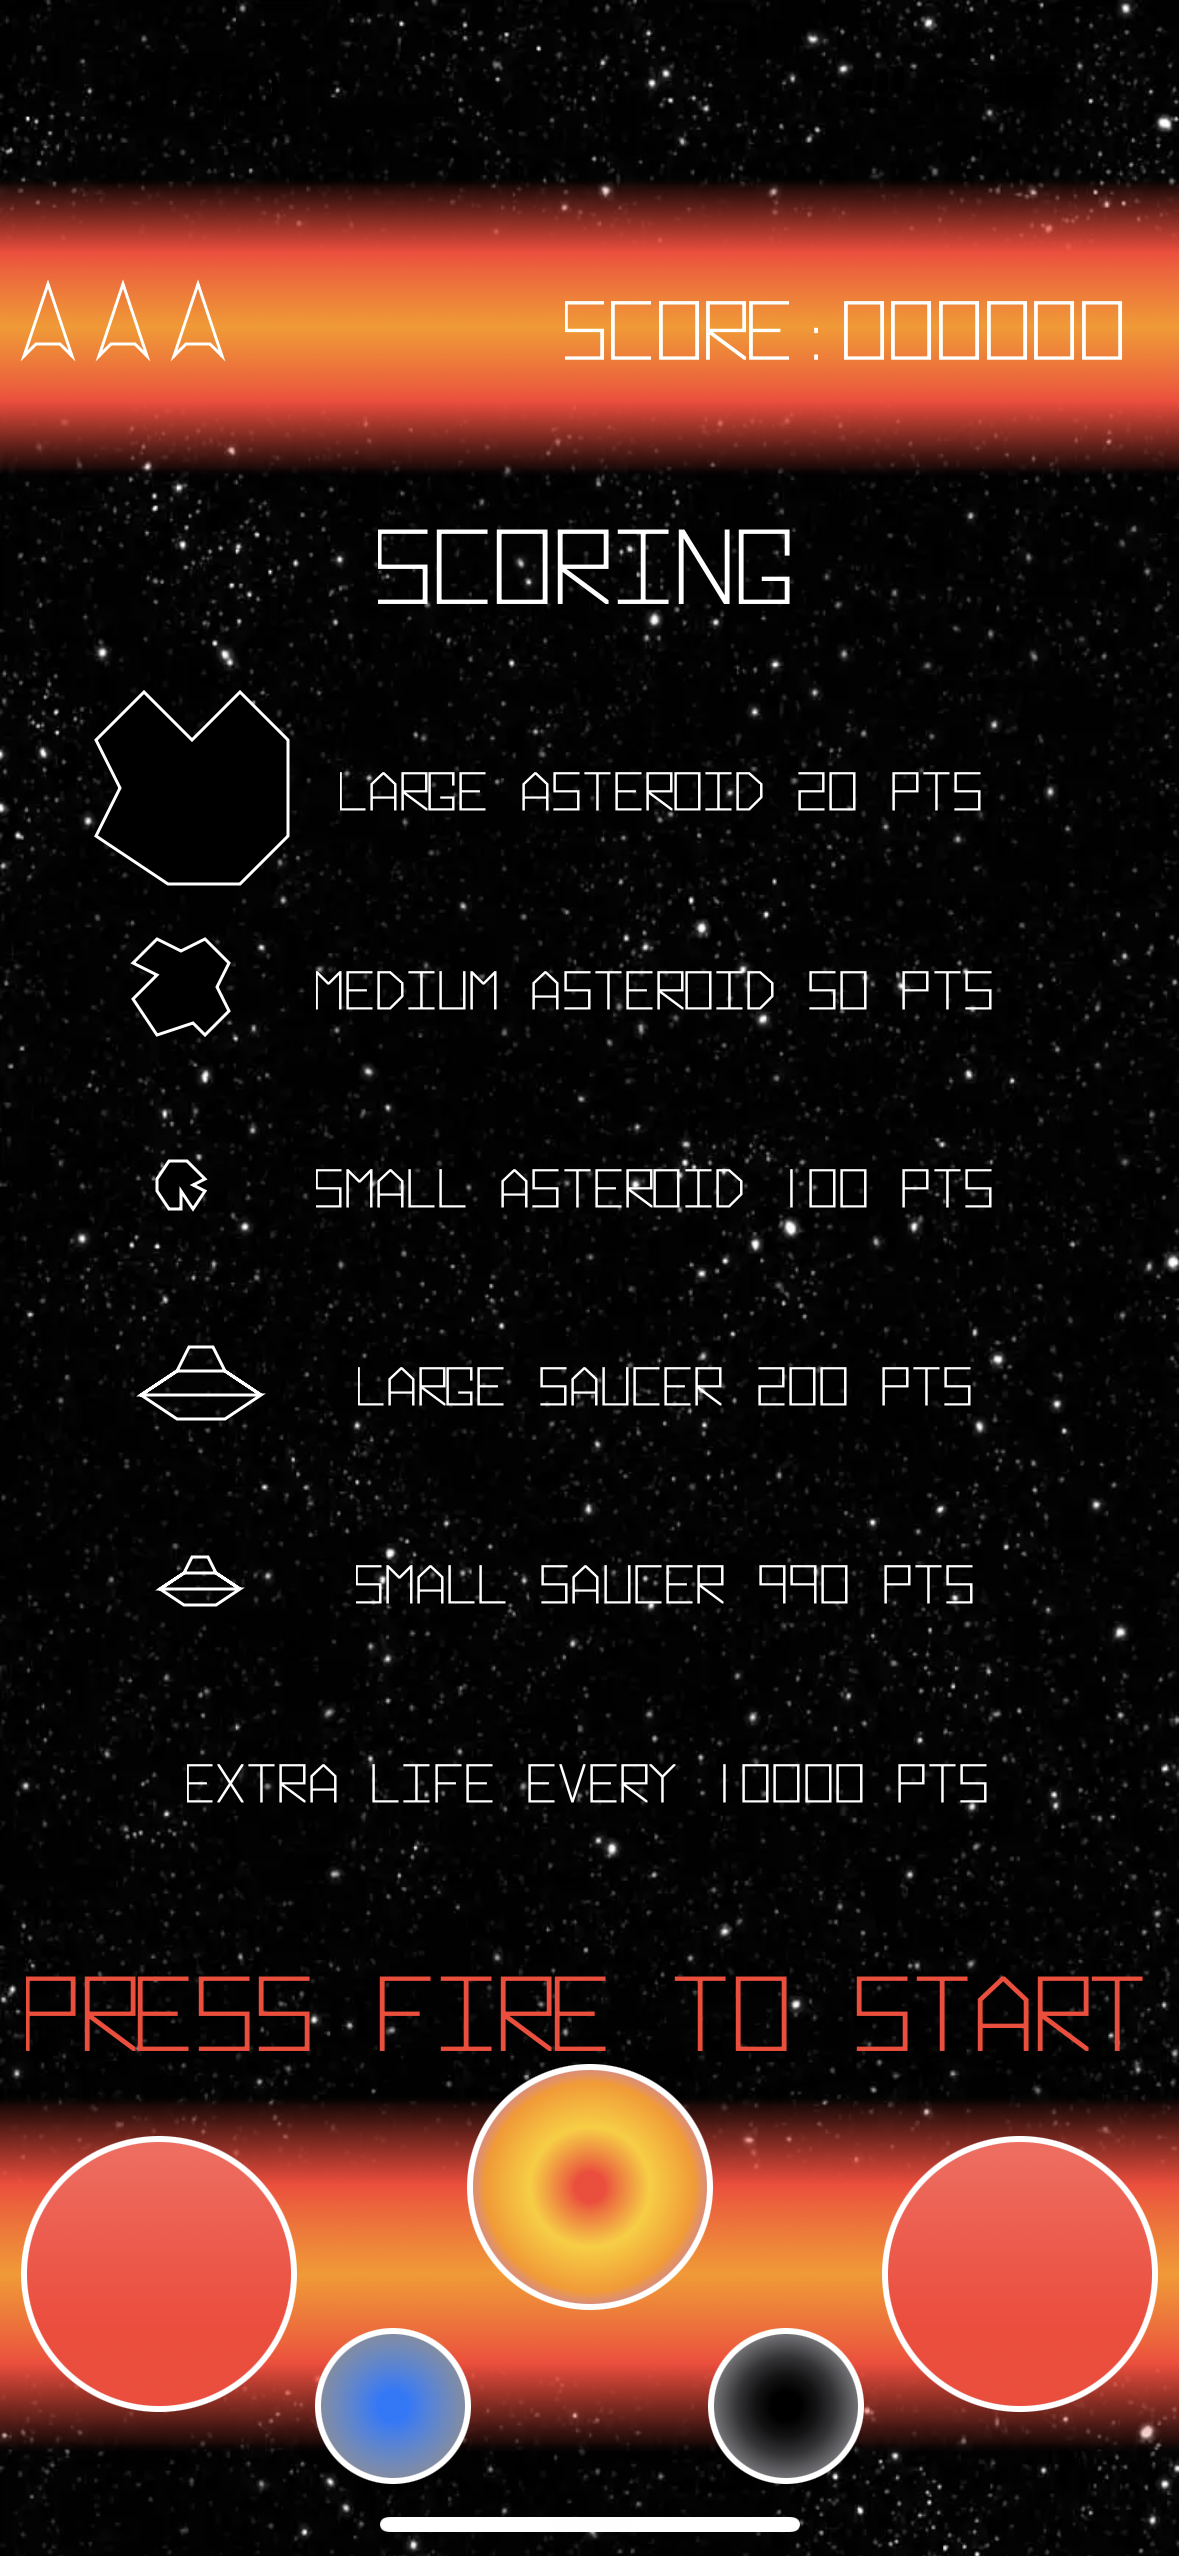 SCORE:000000
SCORING
LARGE ASTEROID 20 PTS
MEDIUM ASTEROID 50 PTS
SMALL ASTEROID 100 PTS
LARGE SAUCER 200 PTS
SMALL SAUCER 990 PTS
EXTRA LIFE EVERY 10000 PTS
PRESS FIRE TO START